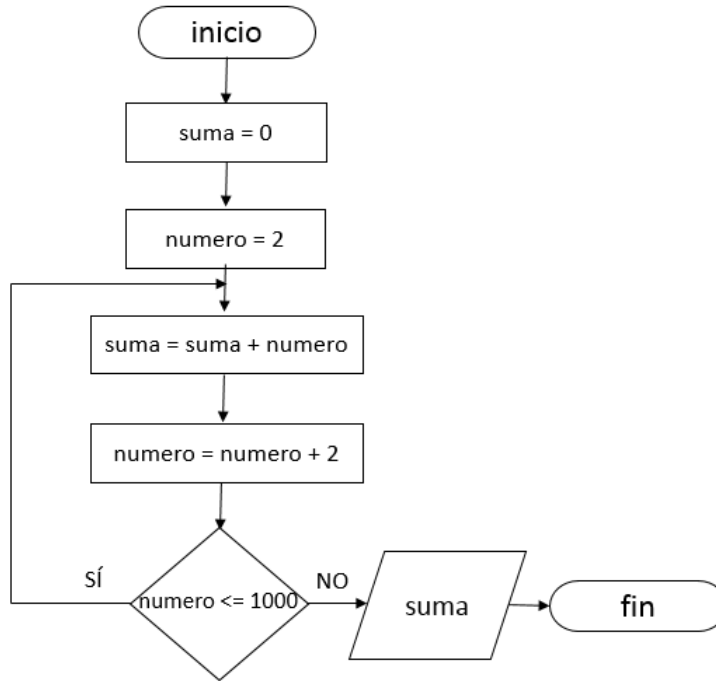 inicio
suma = 0
numero = 2
suma = suma + numero
numero = numero + 2
numero <= 1000
SÍ
NO
suma
fin